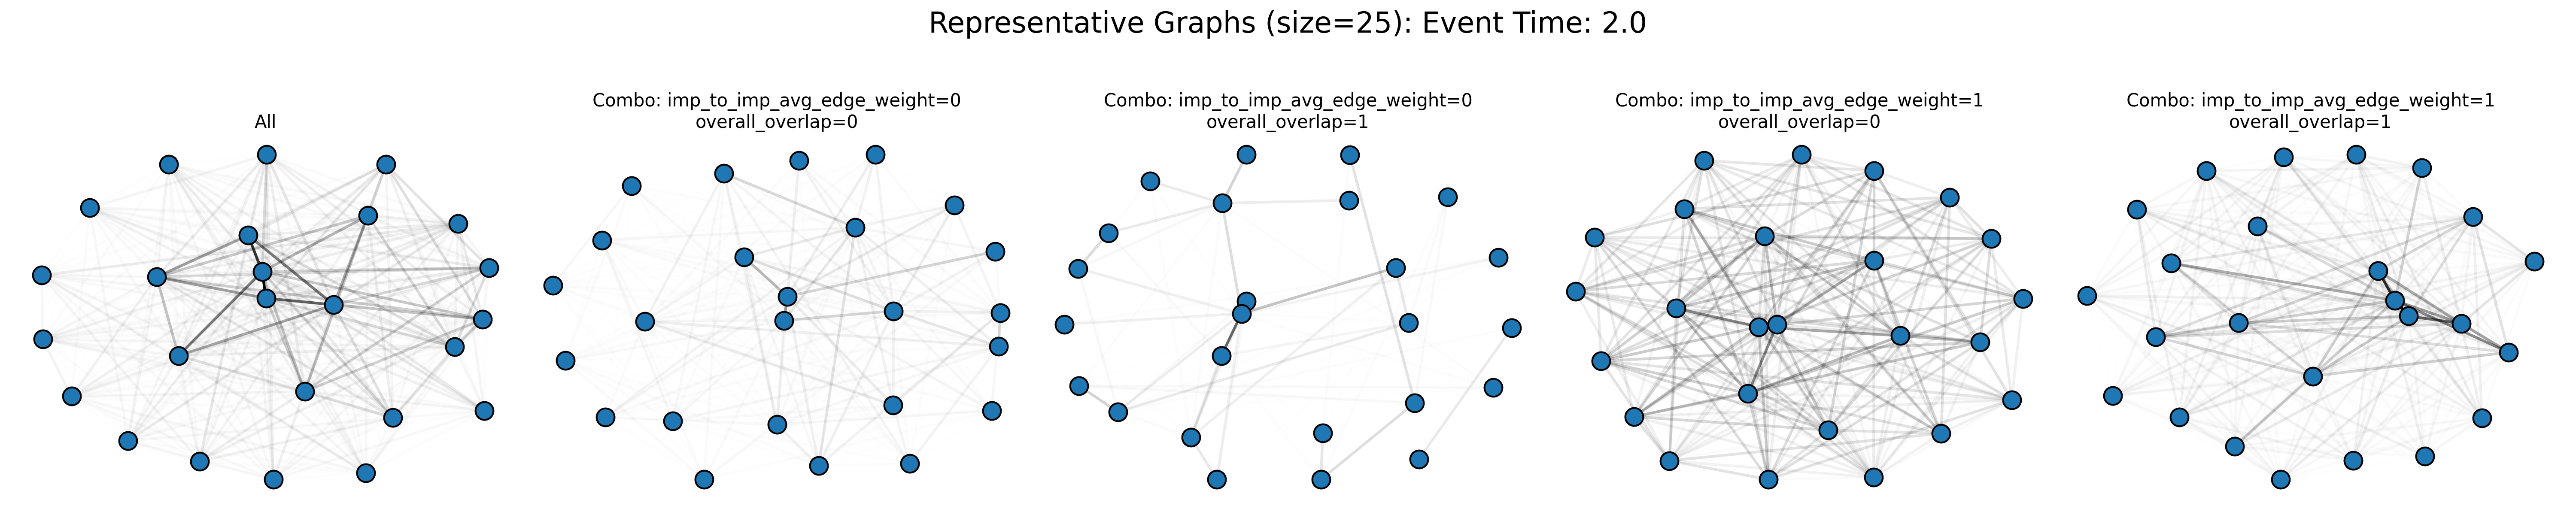 Representative Graphs (size=25): Event Time: 2.0
All
Combo: imp_to_imp_avg_edge_weight=0
overall_overlap=0
Combo: imp_to_imp_avg_edge_weight=0
overall_overlap=1
Combo: imp_to_imp_avg_edge_weight=1
overall_overlap=0
Combo: imp_to_imp_avg_edge_weight=1
overall_overlap=1